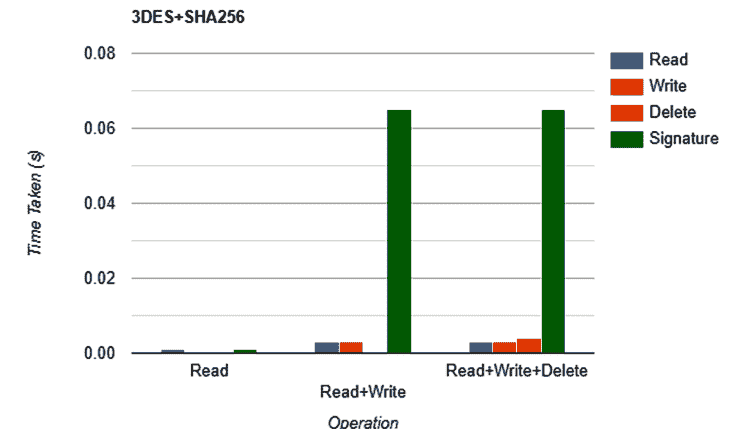 3DES+SHA256
0.08
0.06
0.04
0.02
0.00
Time Taken (s)
Read
Read+Write
Read+Write+Delete
Operation
Read
Write
Delete
Signature